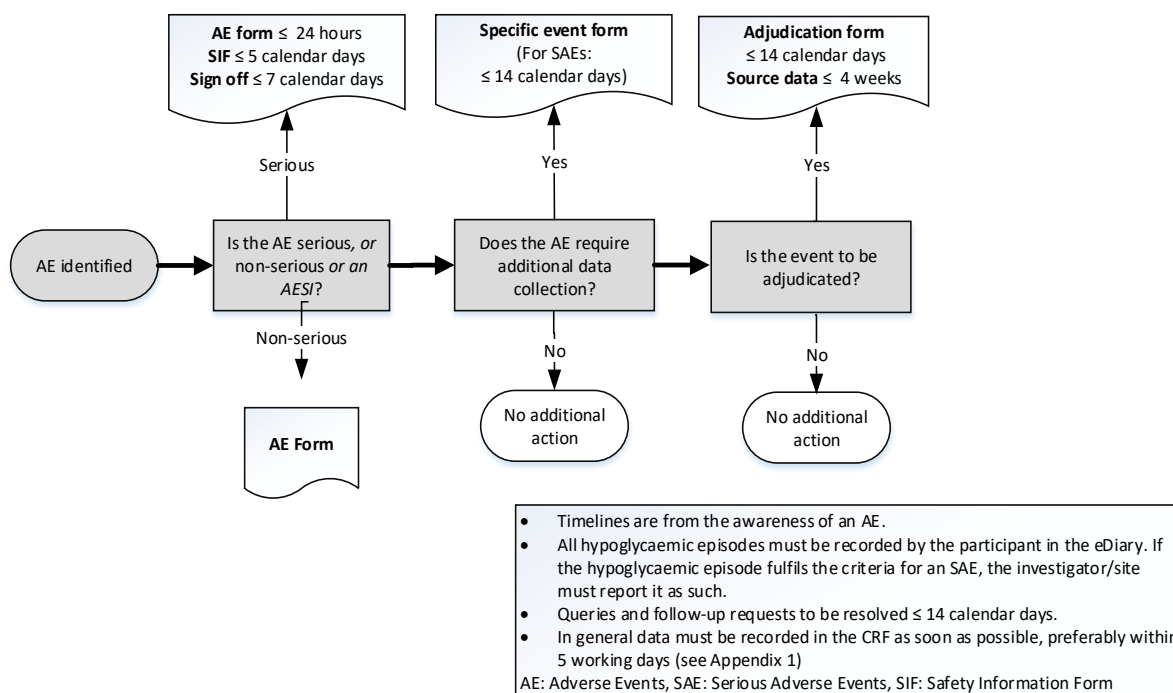 AE form ≤ 24 hours
SIF ≤ 5 calendar days
Sign off ≤ 7 calendar days
Specific event form
(For SAEs:
≤ 14 calendar days)
Adjudication form
≤ 14 calendar days
Source data ≤ 4 weeks
Serious
Yes
Yes
AE identified
Is the AE serious, or
non-serious or an
AESI?
Does the AE require
additional data
collection?
Is the event to be
adjudicated?
Non-serious
No
No
AE Form
No additional
action
No additional
action
• Timelines are from the awareness of an AE.
• All hypoglycaemic episodes must be recorded by the participant in the eDiary. If
the hypoglycaemic episode fulfils the criteria for an SAE, the investigator/site
must report it as such.
• Queries and follow-up requests to be resolved ≤ 14 calendar days.
• In general data must be recorded in the CRF as soon as possible, preferably within
5 working days (see Appendix 1)
AE: Adverse Events, SAE: Serious Adverse Events, SIF: Safety Information Form